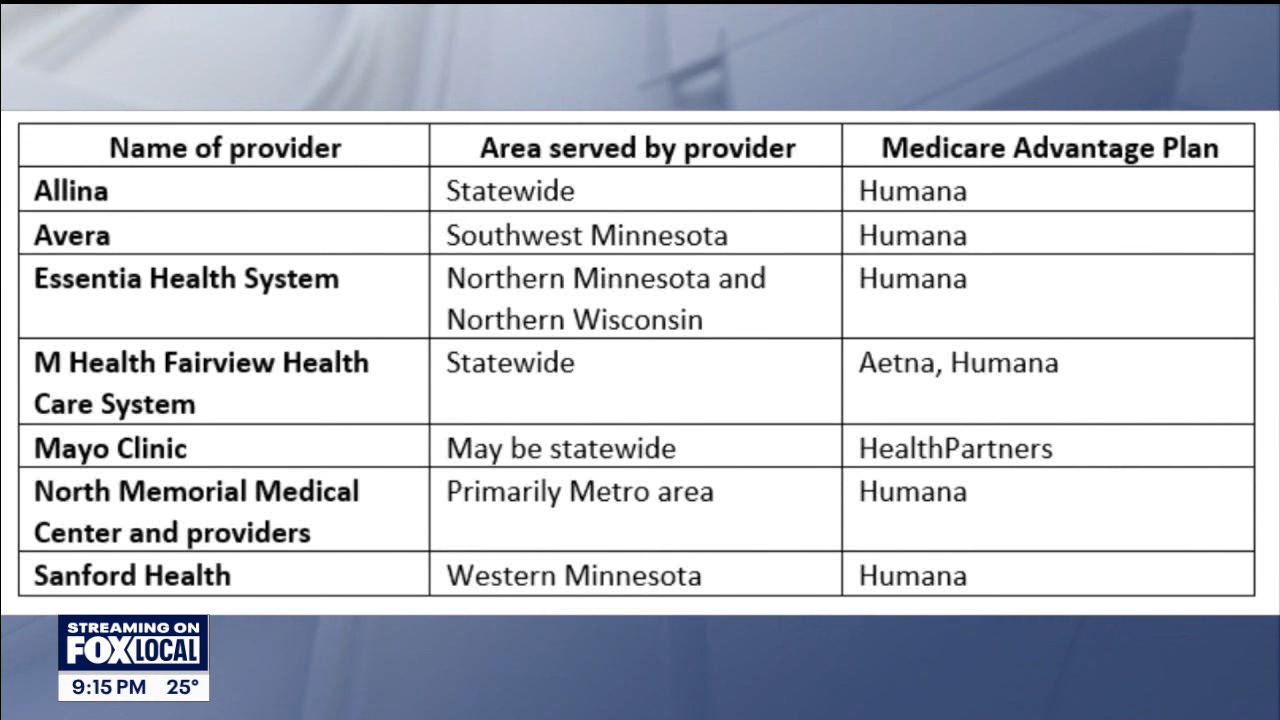 Name of provider Area served by provider Medicare Advantage Plan
Allina Statewide Humana
Avera Southwest Minnesota Humana
Essentia Health System Northern Minnesota and Humana
Northern Wisconsin
M Health Fairview Health Statewide Aetna, Humana
Care System
Mayo Clinic May be statewide HealthPartners
North Memorial Medical Primarily Metro area Humana
Center and providers
Sanford Health Western Minnesota Humana
STREAMING ON
FOX LOCAL
9:15 PM 25°